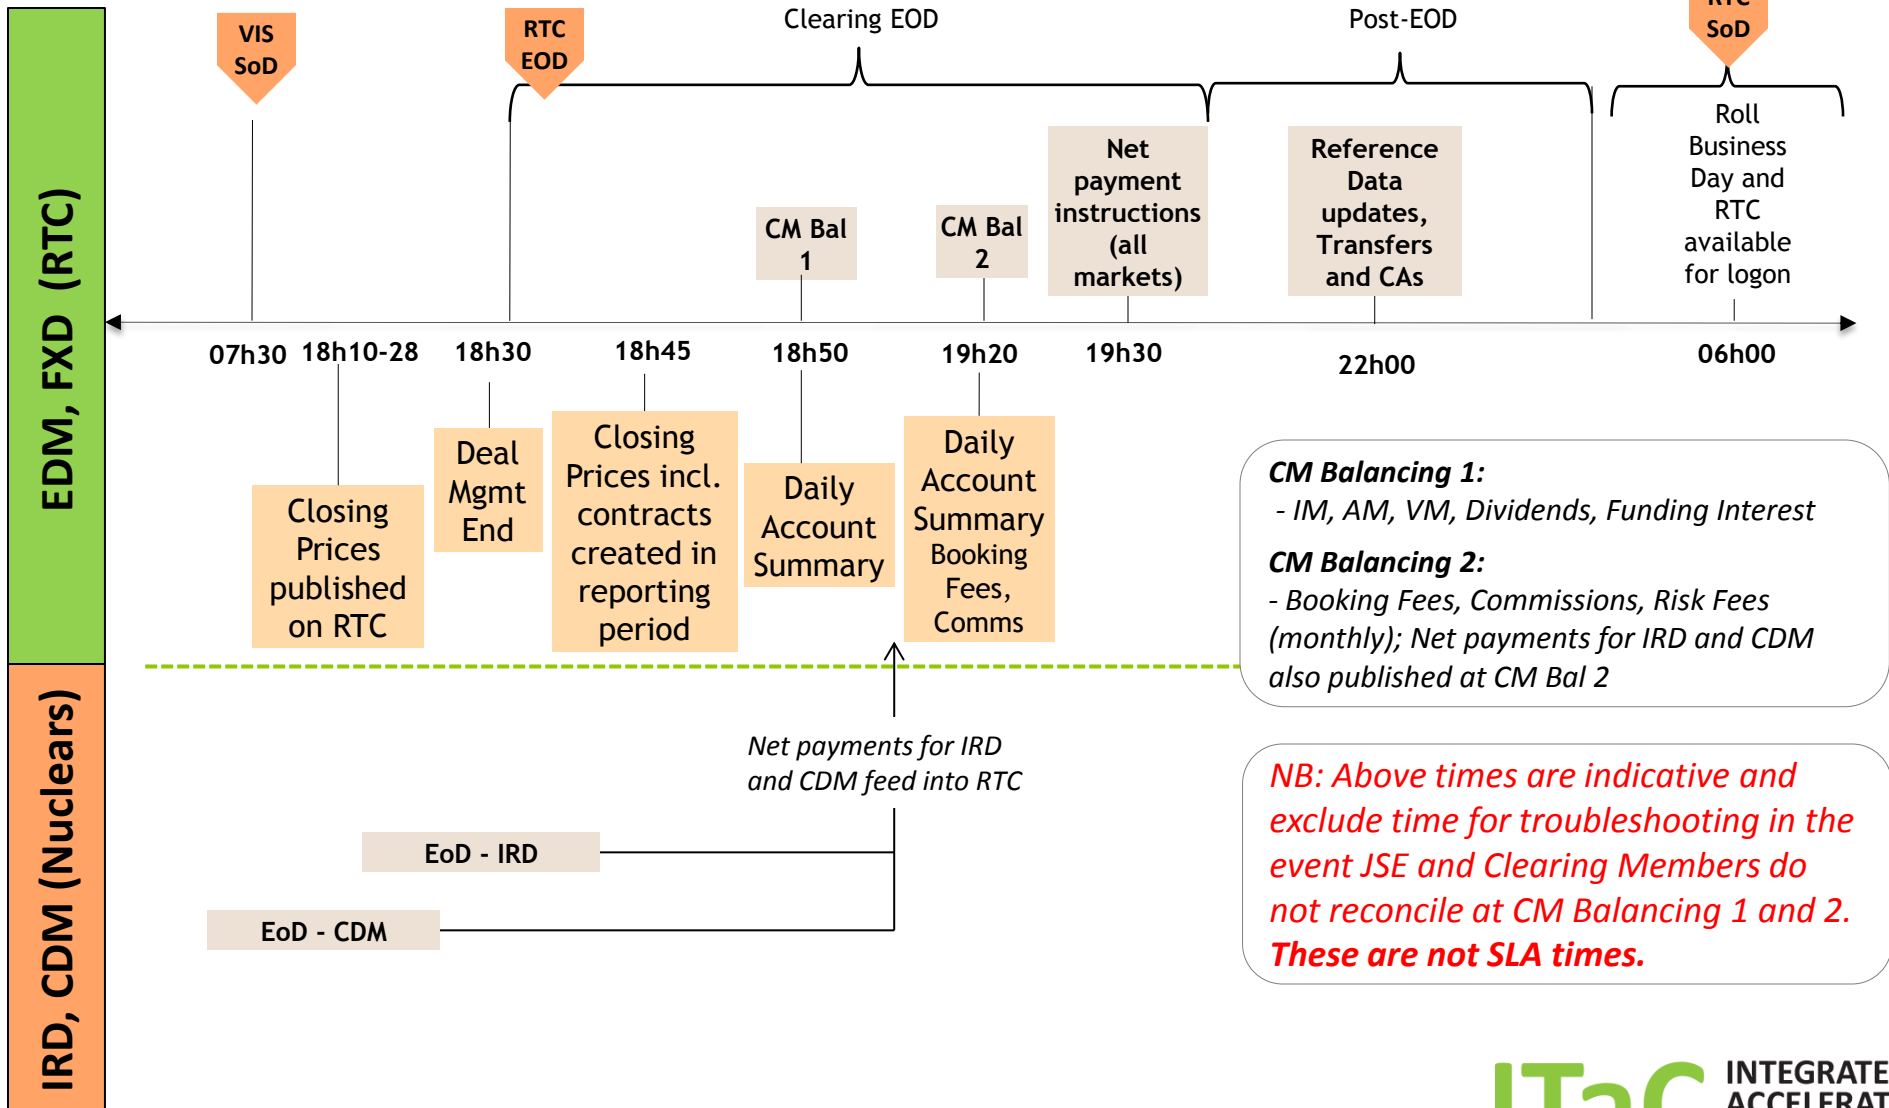 Clearing EOD
Post-EOD
VIS
SoD
RTC
EOD
RTC
SoD
Roll
Business
Day and
RTC
available
for logon
Net
payment
instructions
(all
markets)
Reference
Data
updates,
Transfers
and CAs
CM Bal
1
CM Bal
2
EDM, FXD (RTC)
07h30
18h10-28
18h30
18h45
18h50
19h20
19h30
22h00
06h00
Closing
Prices
published
on RTC
Deal
Mgmt
End
Closing
Prices incl.
contracts
created in
reporting
period
Daily
Account
Summary
Daily
Account
Summary
Booking
Fees,
Comms
CM Balancing 1:
- IM, AM, VM, Dividends, Funding Interest
CM Balancing 2:
- Booking Fees, Commissions, Risk Fees
(monthly); Net payments for IRD and CDM
also published at CM Bal 2
IRD, CDM (Nuclears)
Net payments for IRD
and CDM feed into RTC
EoD - IRD
EoD - CDM
NB: Above times are indicative and
exclude time for troubleshooting in the
event JSE and Clearing Members do
not reconcile at CM Balancing 1 and 2.
These are not SLA times.
ITaC
INTEGRATE
ACCELERAT